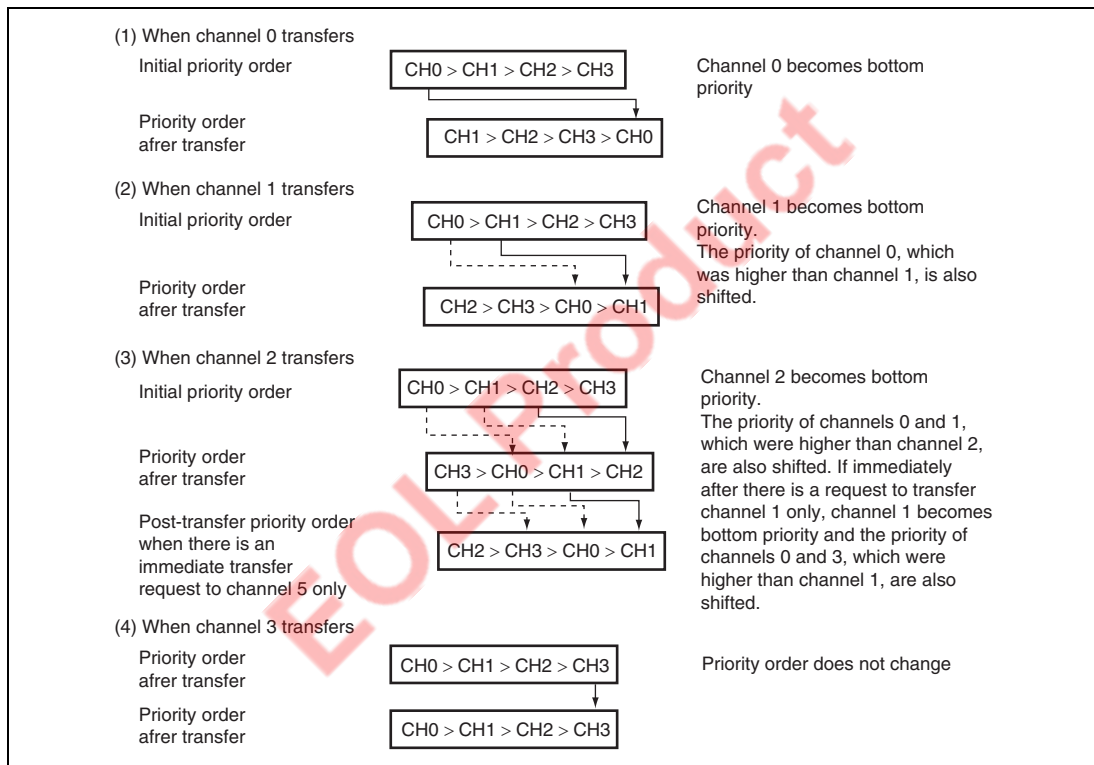 (1) When channel 0 transfers
Initial priority order
CH0 > CH1 > CH2 > CH3
Channel 0 becomes bottom
priority
Priority order
afrer transfer
CH1 > CH2 > CH3 > CH0
(2) When channel 1 transfers
Initial priority order
CH0 > CH1 > CH2 > CH3
Channel 1 becomes bottom
priority.
The priority of channel 0, which
was higher than channel 1, is also
shifted.
Priority order
afrer transfer
CH2 > CH3 > CH0 > CH1
(3) When channel 2 transfers
Initial priority order
CH0 > CH1 > CH2 > CH3
Channel 2 becomes bottom
priority.
The priority of channels 0 and 1,
which were higher than channel 2,
are also shifted. If immediately
after there is a request to transfer
channel 1 only, channel 1 becomes
bottom priority and the priority of
channels 0 and 3, which were
higher than channel 1, are also
shifted.
Priority order
afrer transfer
CH3 > CH0 > CH1 > CH2
Post-transfer priority order
when there is an
immediate transfer
request to channel 5 only
CH2 > CH3 > CH0 > CH1
(4) When channel 3 transfers
Priority order
afrer transfer
CH0 > CH1 > CH2 > CH3
Priority order does not change
Priority order
afrer transfer
CH0 > CH1 > CH2 > CH3
EOL Product